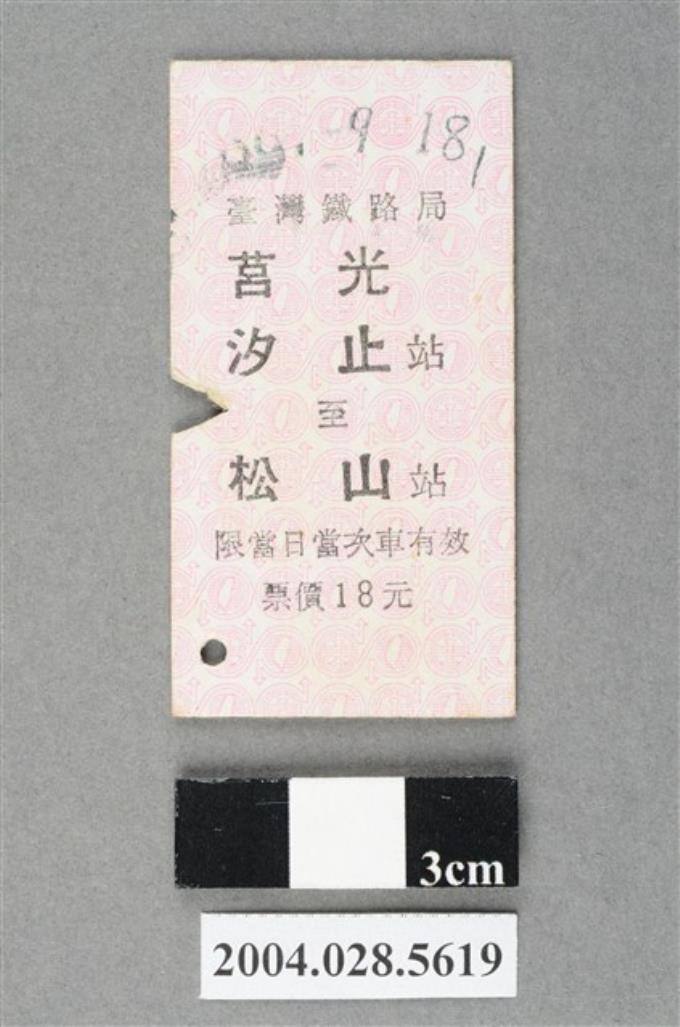 9 18
臺灣鐵路局
莒光
汐止站
至
松山站
限當日當次車有效
票價18元
3cm
2004.028.5619